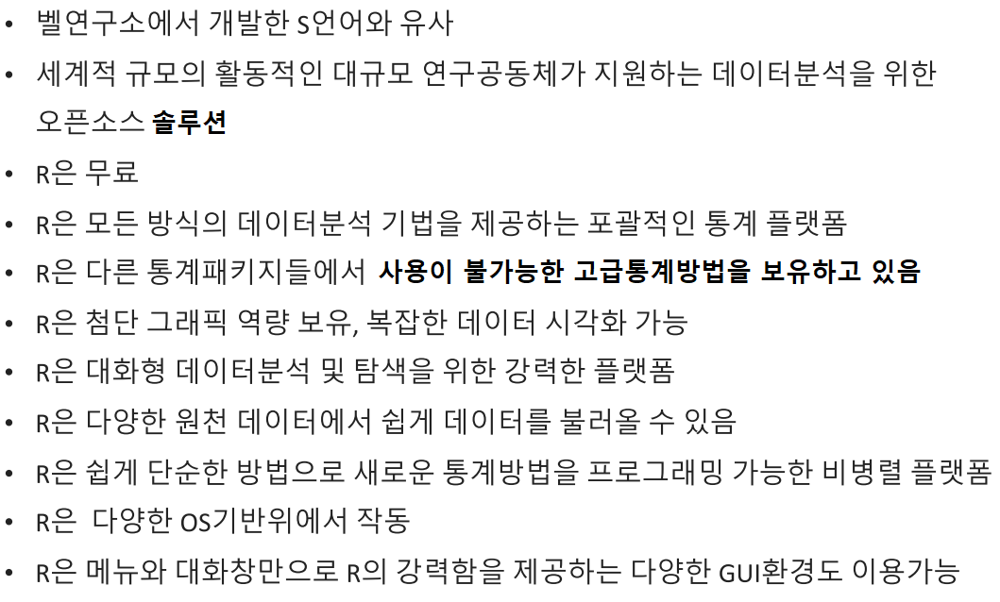 • 벨연구소에서 개발한 S언어와 유사
• 세계적 규모의 활동적인 대규모 연구공동체가 지원하는 데이터분석을 위한
오픈소스 솔루션
• R은 무료
• R은 모든 방식의 데이터분석 기법을 제공하는 포괄적인 통계 플랫폼
• R은 다른 통계패키지들에서 사용이 불가능한 고급통계방법을 보유하고 있음
• R은 첨단 그래픽 역량 보유, 복잡한 데이터 시각화 가능
• R은 대화형 데이터분석 및 탐색을 위한 강력한 플랫폼
• R은 다양한 원천 데이터에서 쉽게 데이터를 불러올 수 있음
• R은 쉽게 단순한 방법으로 새로운 통계방법을 프로그래밍 가능한 비병렬 플랫폼
• R은 다양한 OS기반위에서 작동
• R은 메뉴와 대화창만으로 R의 강력함을 제공하는 다양한 GUI환경도 이용가능